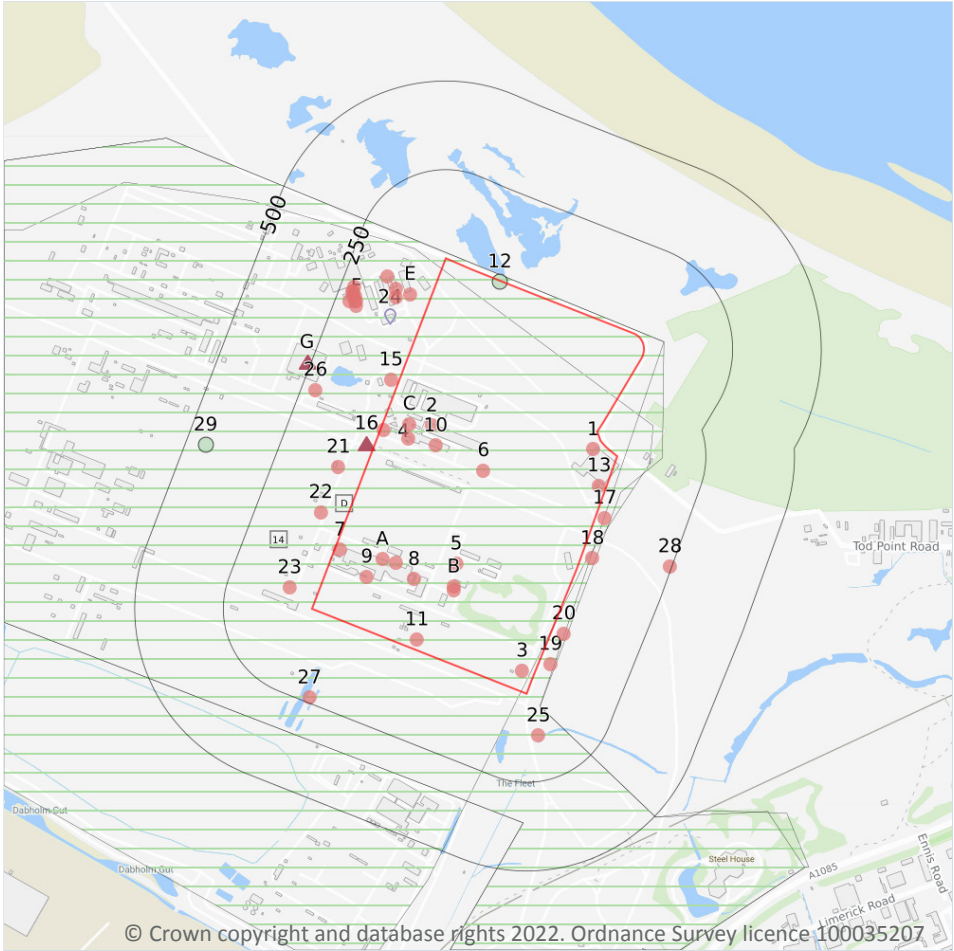 500
250
12
E
E
24
G
26
15
C
2
16
4
10
29
21
6
1
13
22
D
17
7
14
A
5
18
Tod Point Road
28
9
8
B
23
11
20
3
19
27
25
The Fleet
Dabholm Gut
Dabholm Gut
Steel House
A1085
Ennis Road
Limerick Road
© Crown copyright and database rights 2022. Ordnance Survey licence 100035207